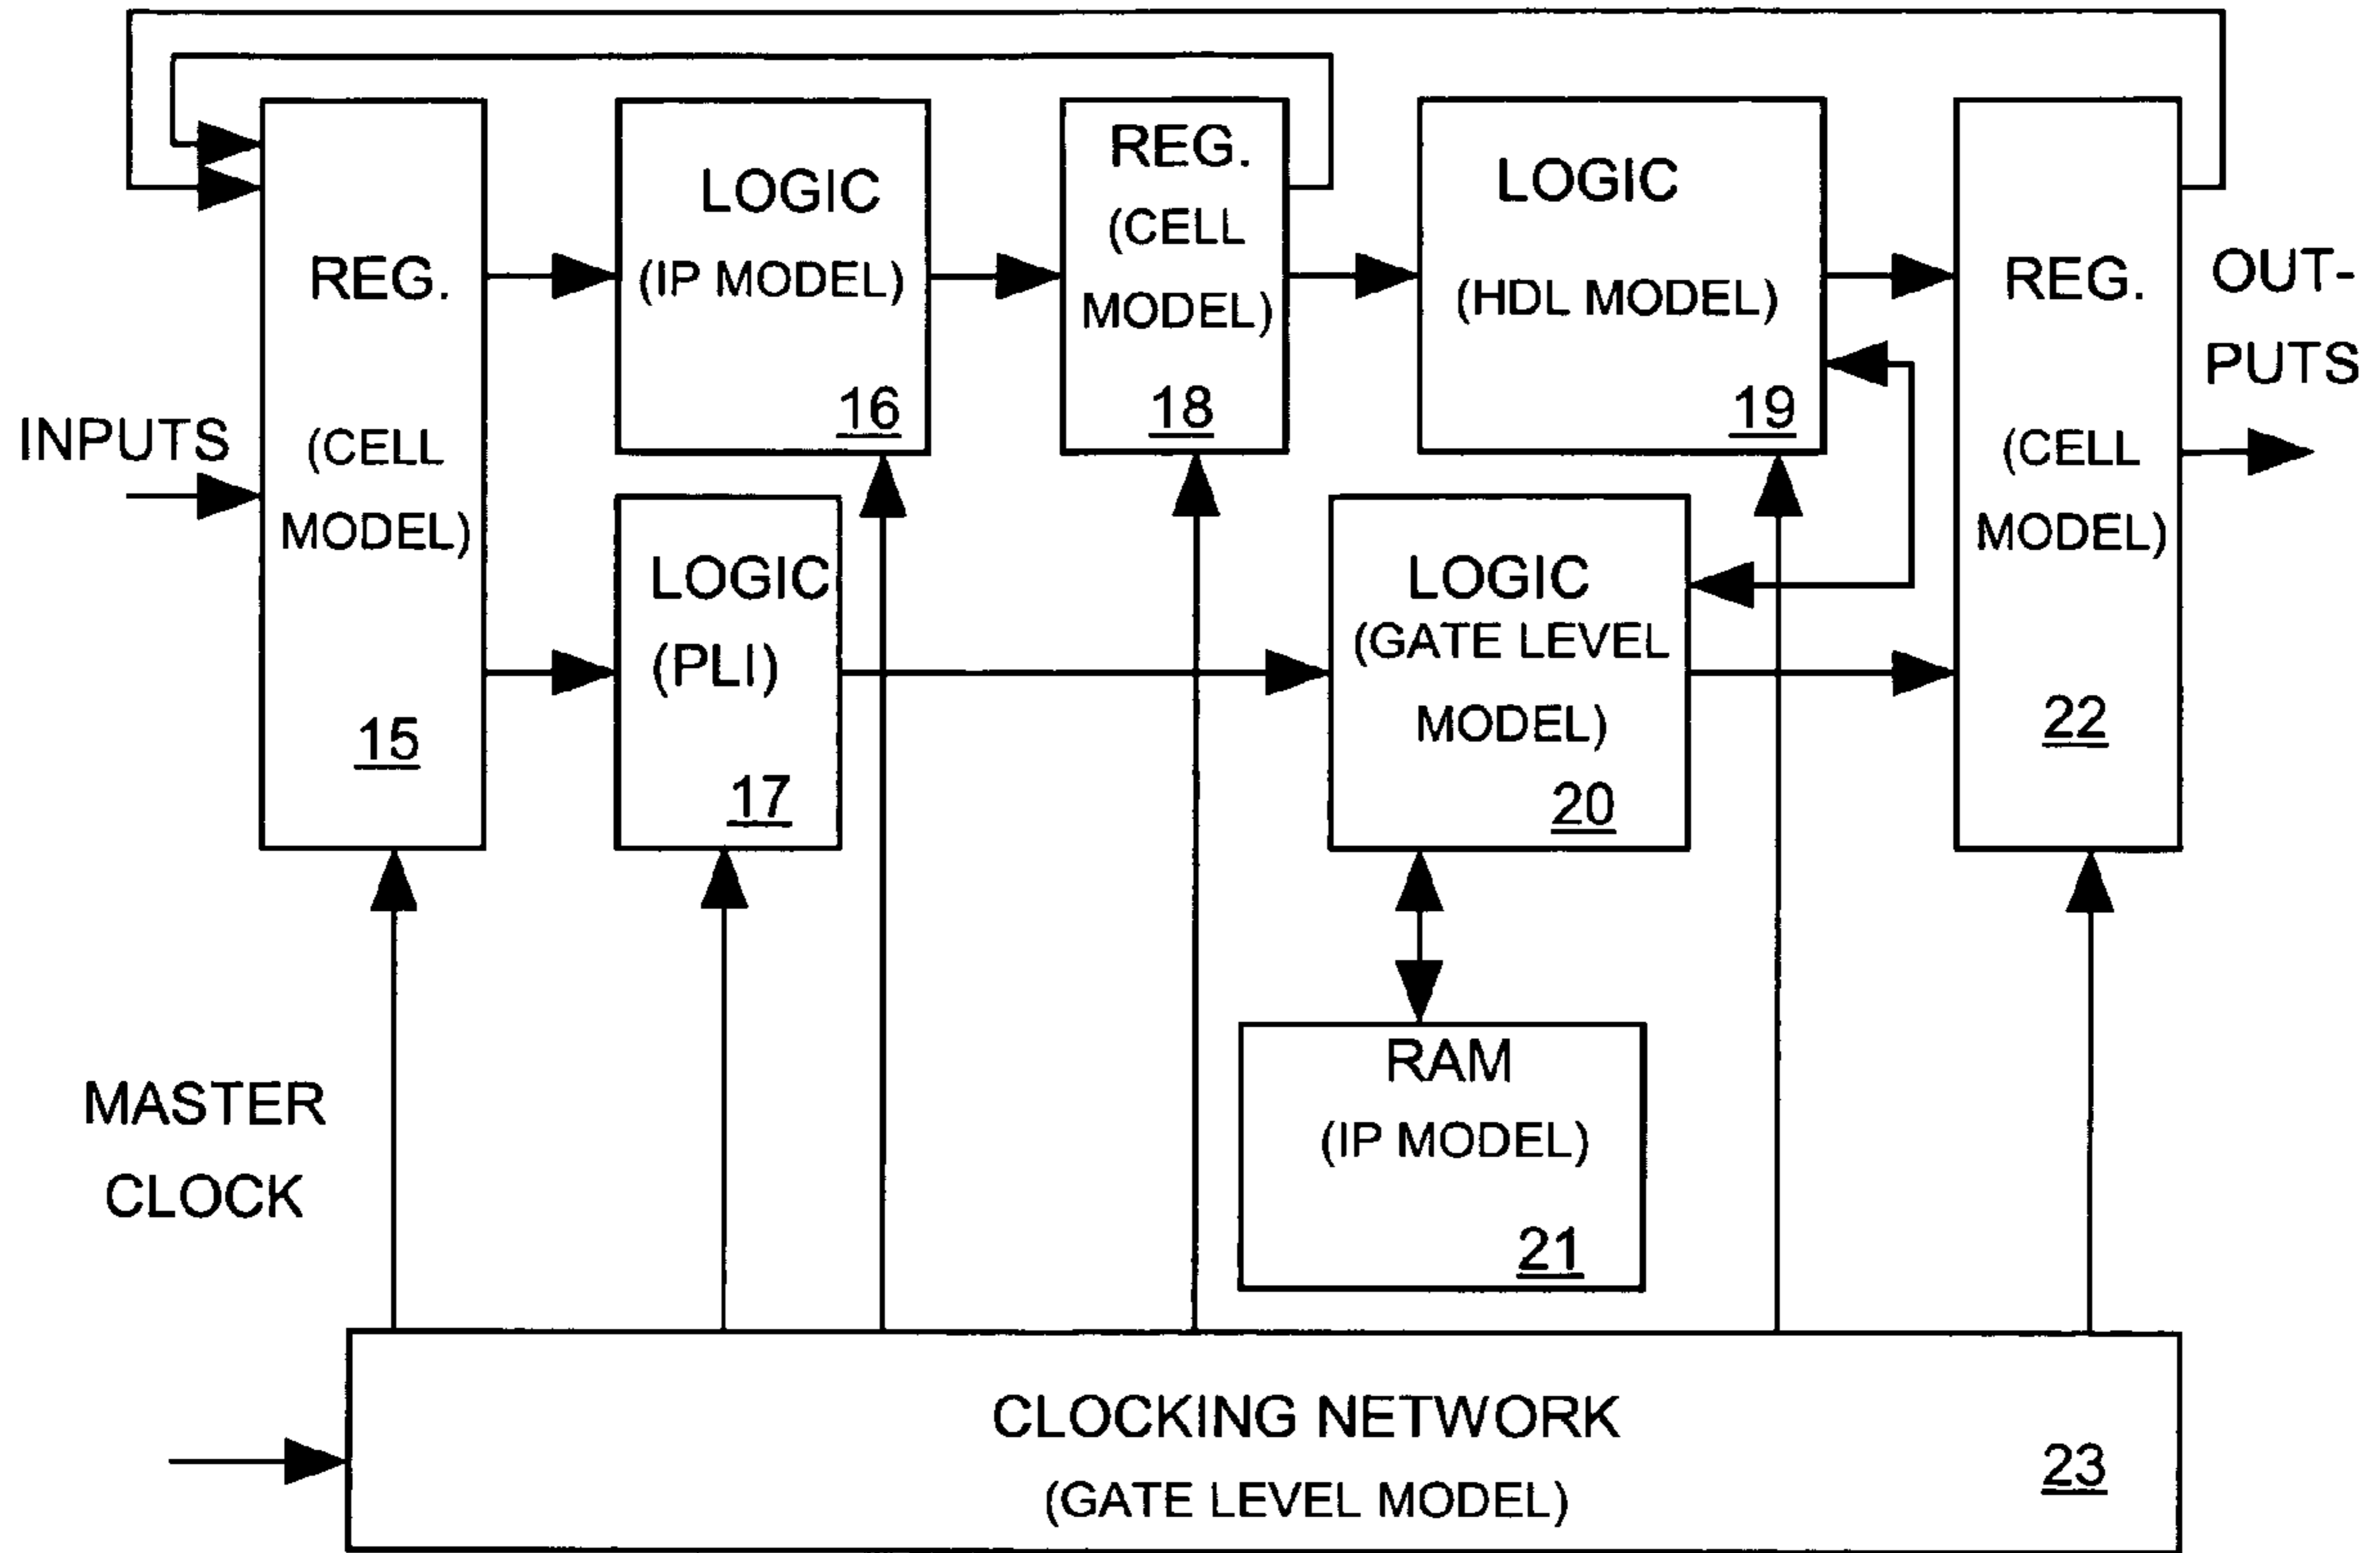 REG.
(CELL
MODEL)
15
LOGIC
(IP MODEL)
16
REG.
(CELL
MODEL)
18
LOGIC
(HDL MODEL)
19
REG.
(CELL
MODEL)
22
OUT-
PUTS
INPUTS
LOGIC
(PLI)
17
LOGIC
(GATE LEVEL
MODEL)
20
RAM
(IP MODEL)
21
MASTER
CLOCK
CLOCKING NETWORK
(GATE LEVEL MODEL)
23